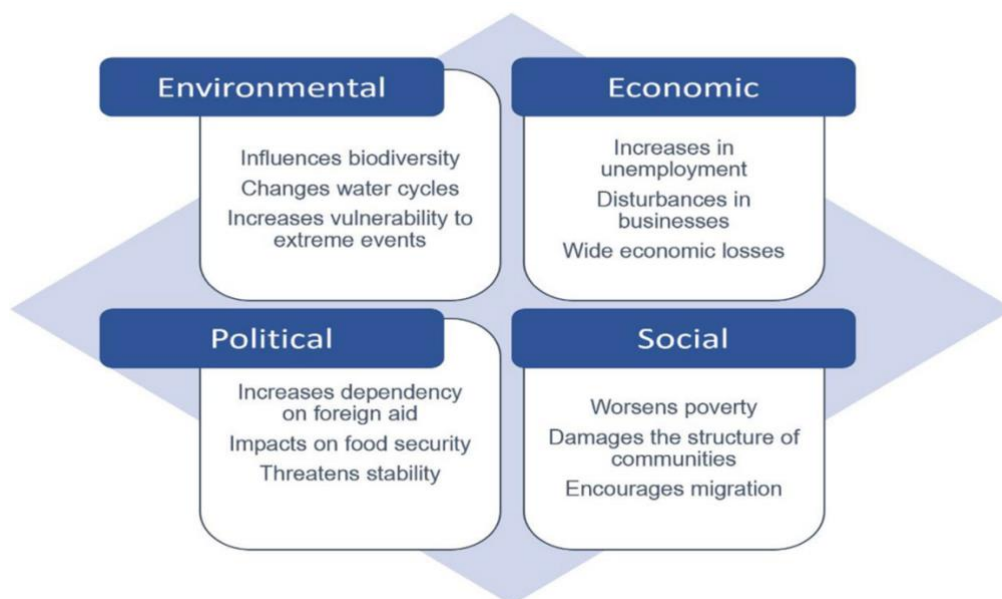 Environmental
Influences biodiversity
Changes water cycles
Increases vulnerability to
extreme events
Economic
Increases in
unemployment
Disturbances in
businesses
Wide economic losses
Political
Increases dependency
on foreign aid
Impacts on food security
Threatens stability
Social
Worsens poverty
Damages the structure of
communities
Encourages migration